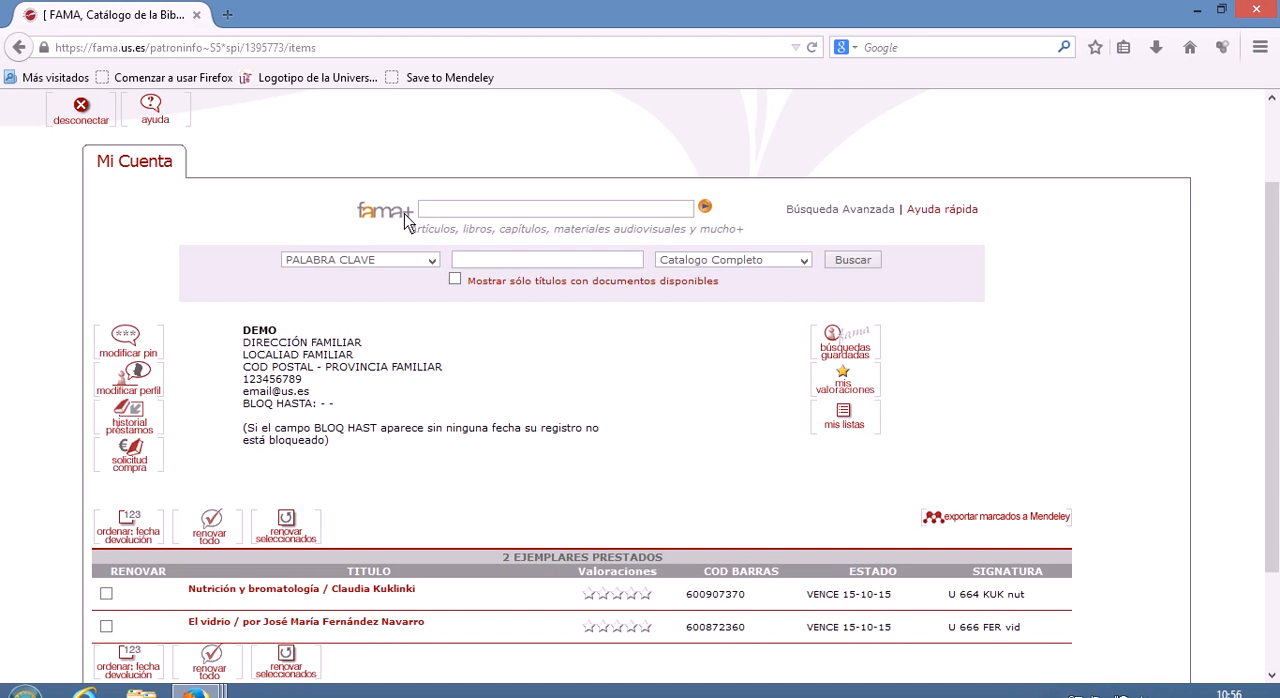 [ FAMA, Catálogo de la Bib...
https://fama.us.es/patroninfo~S5*spi/1395773/items
Google
Más visitados
Comenzar a usar Firefox
Logotipo de la Univers...
Save to Mendeley
desconectar
ayuda
Mi Cuenta
fama+
Búsqueda Avanzada | Ayuda rápida
Artículos, libros, capítulos, materiales audiovisuales y mucho+
PALABRA CLAVE
Catalogo Completo
Buscar
Mostrar sólo títulos con documentos disponibles
modificar pin
modificar perfil
historial préstamos
solicitud compra
DEMO
DIRECCIÓN FAMILIAR
LOCALIAD FAMILIAR
COD POSTAL - PROVINCIA FAMILIAR
123456789
email@us.es
BLOQ HASTA: - -
(Si el campo BLOQ HAST aparece sin ninguna fecha su registro no
está bloqueado)
fama
búsquedas guardadas
mis valoraciones
mis listas
123
ordenar: fecha devolución
renovar todo
renovar seleccionados
exportar marcados a Mendeley
2 EJEMPLARES PRESTADOS
RENOVAR TITULO Valoraciones COD BARRAS ESTADO SIGNATURA
Nutrición y bromatología / Claudia Kuklinki 600907370 VENCE 15-10-15 U 664 KUK nut
El vidrio / por José María Fernández Navarro 600872360 VENCE 15-10-15 U 666 FER vid
123
ordenar: fecha devolución
renovar todo
renovar seleccionados
10:56